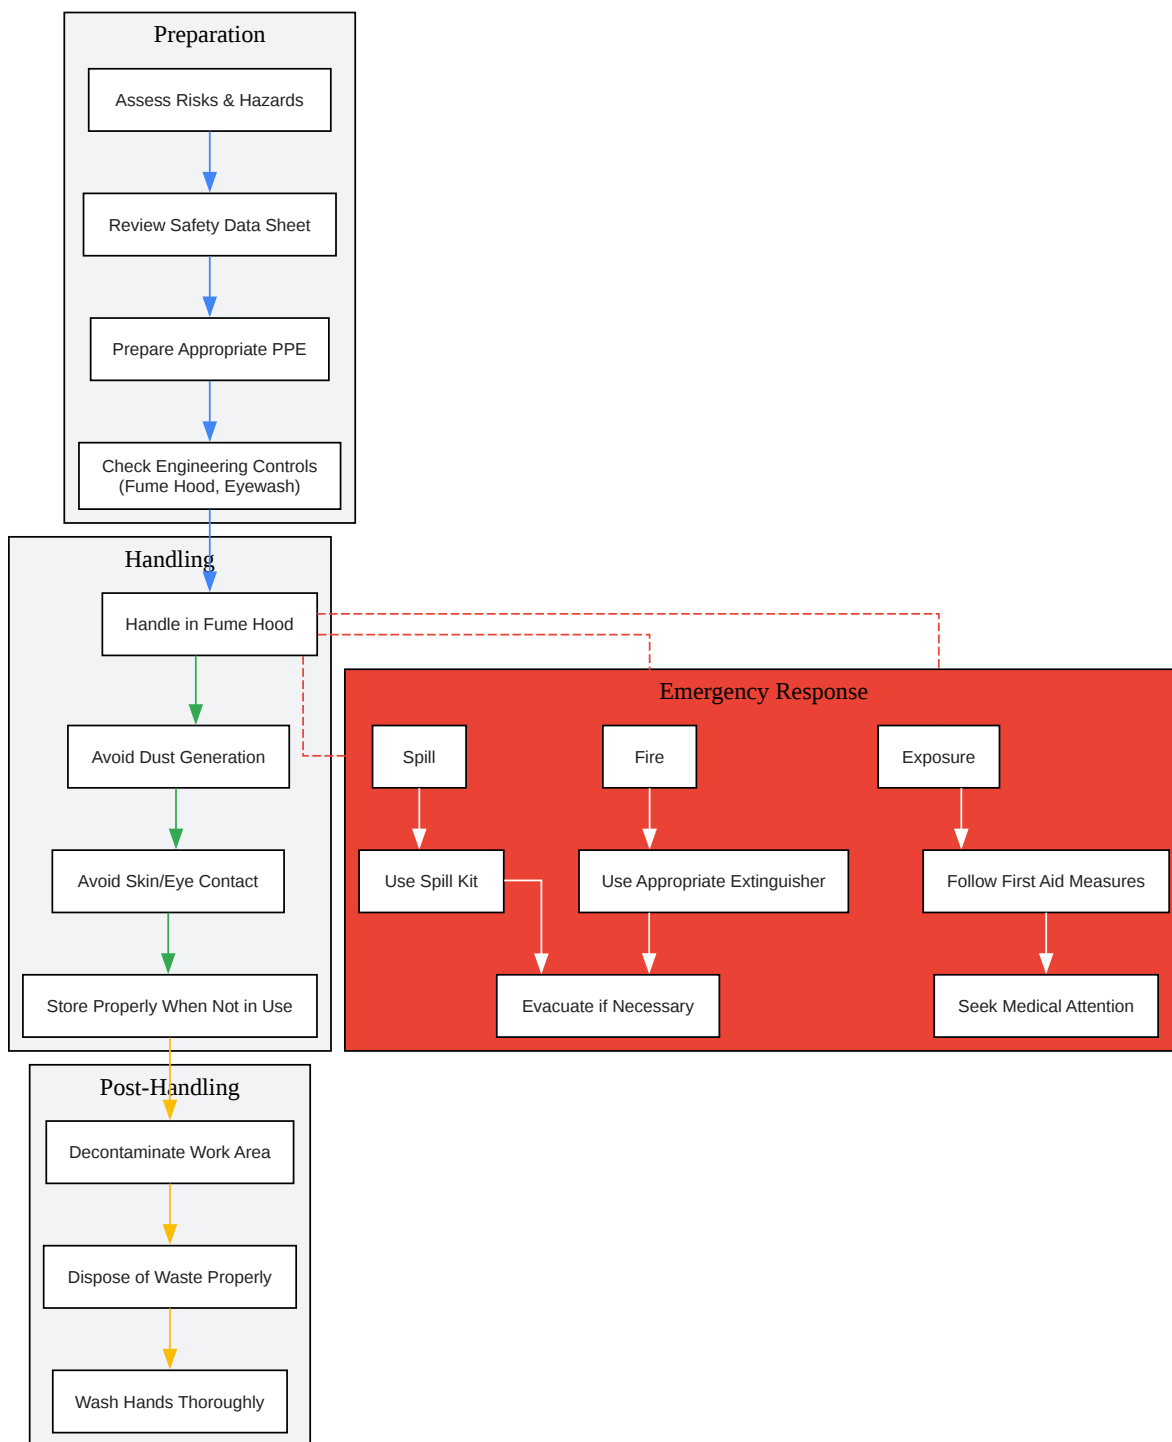 Preparation
Assess Risks & Hazards
Review Safety Data Sheet
Prepare Appropriate PPE
Check Engineering Controls
(Fume Hood, Eyewash)
Handling
Handle in Fume Hood
Avoid Dust Generation
Avoid Skin/Eye Contact
Store Properly When Not in Use
Emergency Response
Spill
Fire
Exposure
Use Spill Kit
Use Appropriate Extinguisher
Follow First Aid Measures
Evacuate if Necessary
Seek Medical Attention
Post-Handling
Decontaminate Work Area
Dispose of Waste Properly
Wash Hands Thoroughly